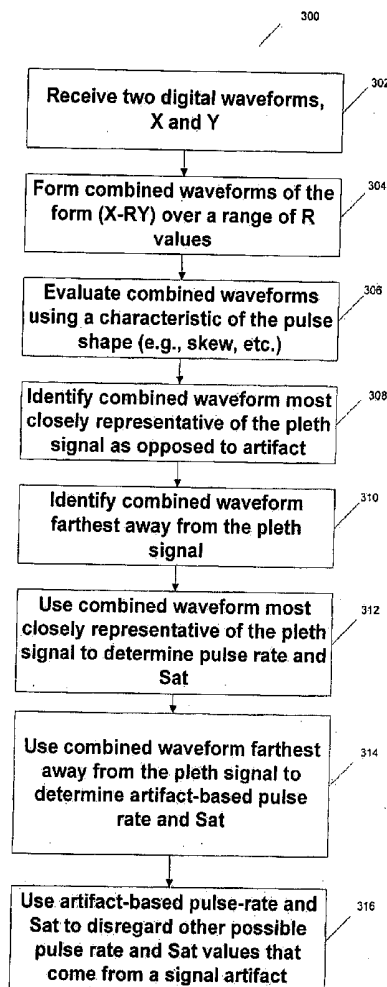 300
302
Receive two digital waveforms,
X and Y
304
Form combined waveforms of the
form (X-RY) over a range of R
values
306
Evaluate combined waveforms
using a characteristic of the pulse
shape (e.g., skew, etc.)
308
Identify combined waveform most
closely representative of the pleth
signal as opposed to artifact
310
Identify combined waveform
farthest away from the pleth
signal
312
Use combined waveform most
closely representative of the pleth
signal to determine pulse rate and
Sat
314
Use combined waveform farthest
away from the pleth signal to
determine artifact-based pulse
rate and Sat
316
Use artifact-based pulse-rate and
Sat to disregard other possible
pulse rate and Sat values that
come from a signal artifact